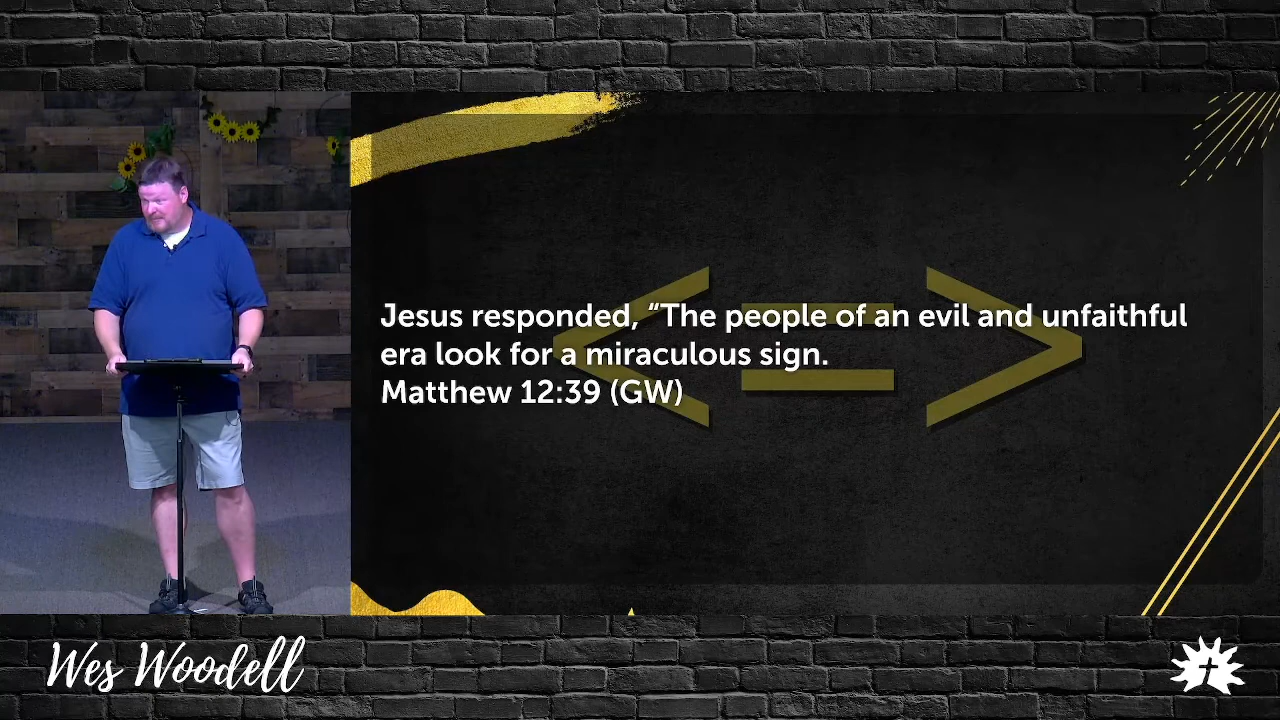 Jesus responded, “The people of an evil and unfaithful
era look for a miraculous sign.
Matthew 12:39 (GW)
Wes Woodell